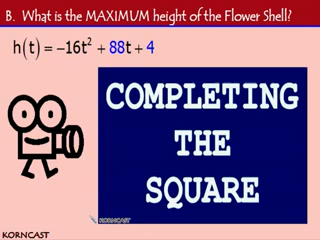 B. What is the MAXIMUM height of the Flower Shell?
h(t) = -16t² + 88t + 4
COMPLETING
THE
SQUARE
KORNCAST
KORNCAST